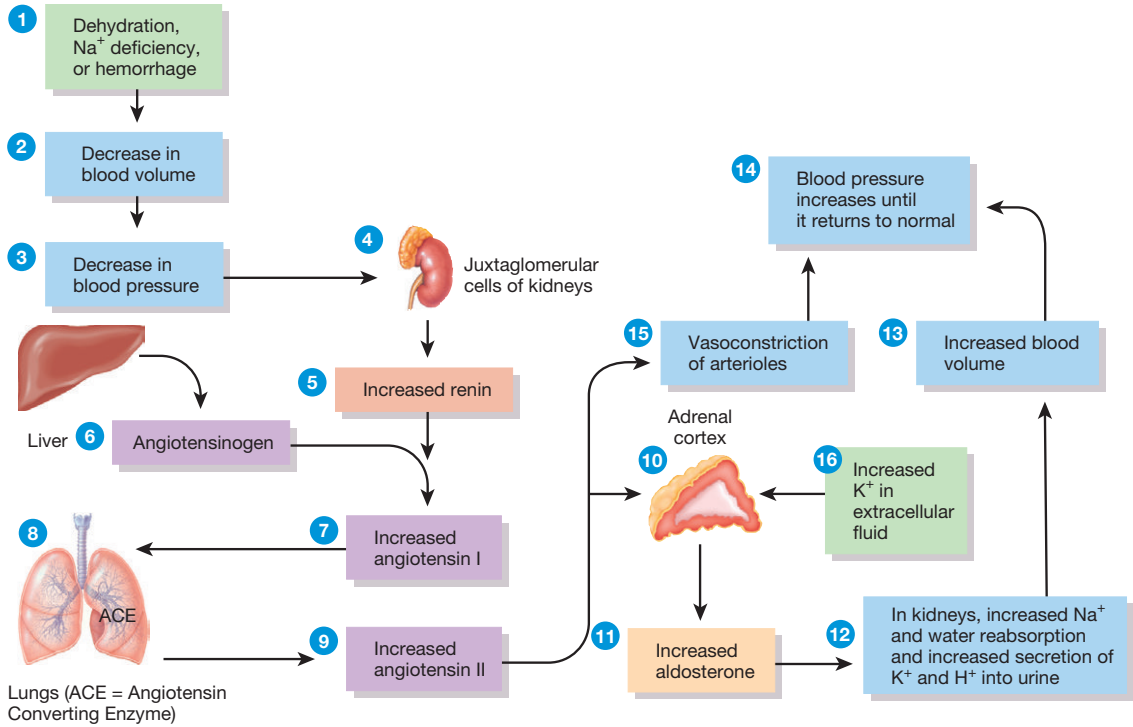 1
Dehydration,
Na⁺ deficiency,
or hemorrhage
2
Decrease in
blood volume
3
Decrease in
blood pressure
4
Juxtaglomerular
cells of kidneys
5
Increased renin
Liver
6
Angiotensinogen
7
Increased
angiotensin I
8
ACE
Lungs (ACE = Angiotensin
Converting Enzyme)
9
Increased
angiotensin II
10
Adrenal
cortex
11
Increased
aldosterone
12
In kidneys, increased Na⁺
and water reabsorption
and increased secretion of
K⁺ and H⁺ into urine
13
Increased blood
volume
14
Blood pressure
increases until
it returns to normal
15
Vasoconstriction
of arterioles
16
Increased
K⁺ in
extracellular
fluid